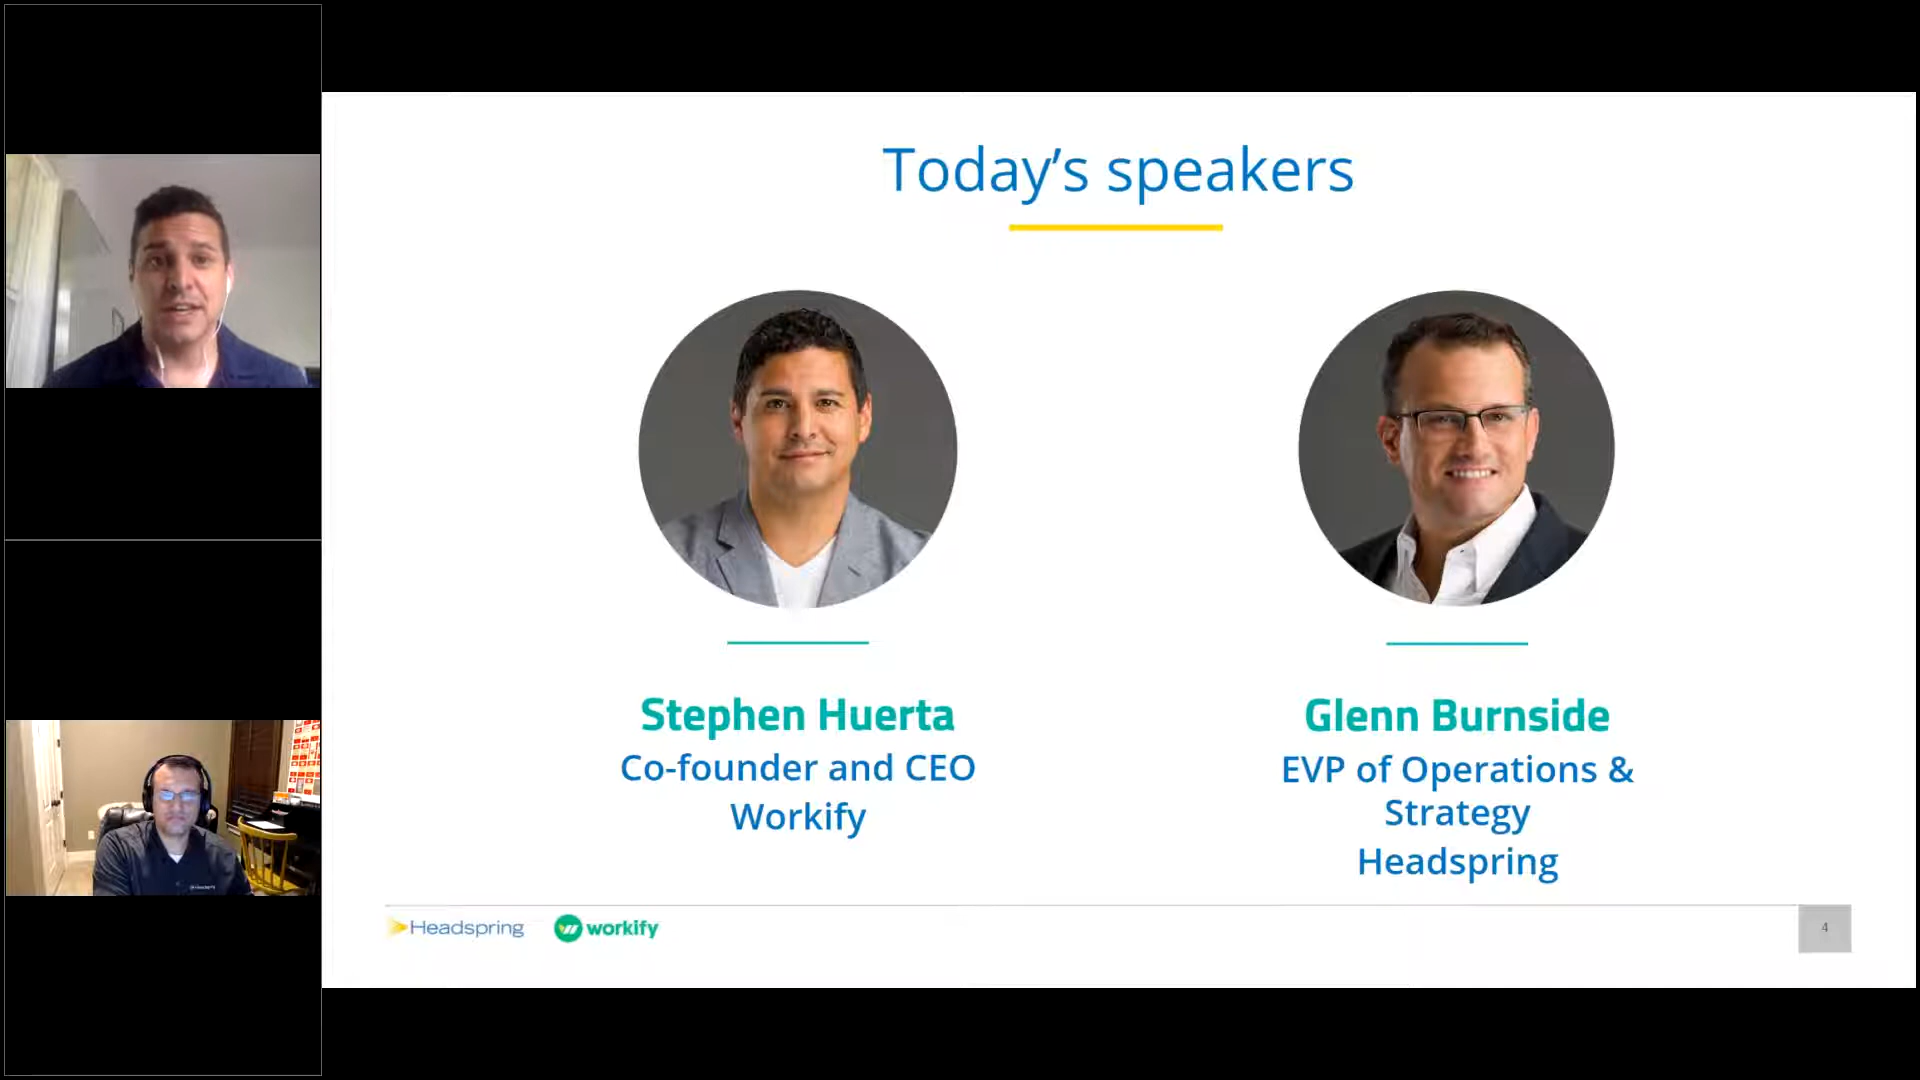 Today’s speakers
Stephen Huerta
Co-founder and CEO
Workify
Glenn Burnside
EVP of Operations &
Strategy
Headspring
Headspring
workify
4